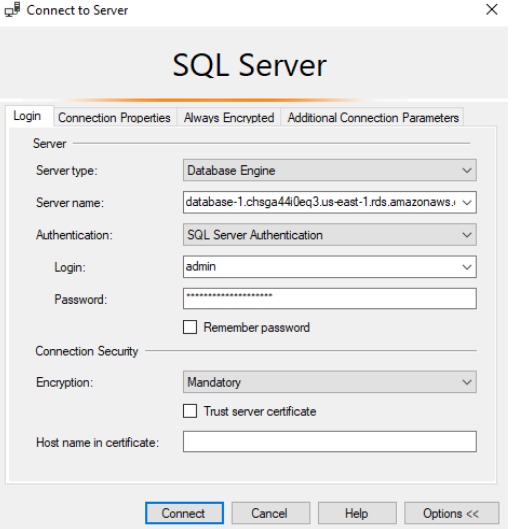 Connect to Server
SQL Server
Login Connection Properties Always Encrypted Additional Connection Parameters
Server
Server type: Database Engine
Server name: database-1.chsga44i0eq3.us-east-1.rds.amazonaws.
Authentication: SQL Server Authentication
Login: admin
Password: ********************
Remember password
Connection Security
Encryption: Mandatory
Trust server certificate
Host name in certificate:
Connect Cancel Help Options <<